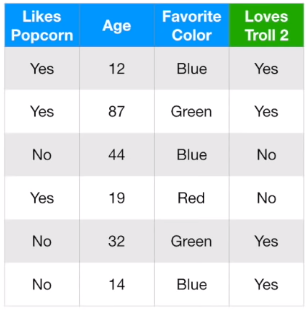 Likes Popcorn Age Favorite Color Loves Troll 2
Yes 12 Blue Yes
Yes 87 Green Yes
No 44 Blue No
Yes 19 Red No
No 32 Green Yes
No 14 Blue Yes